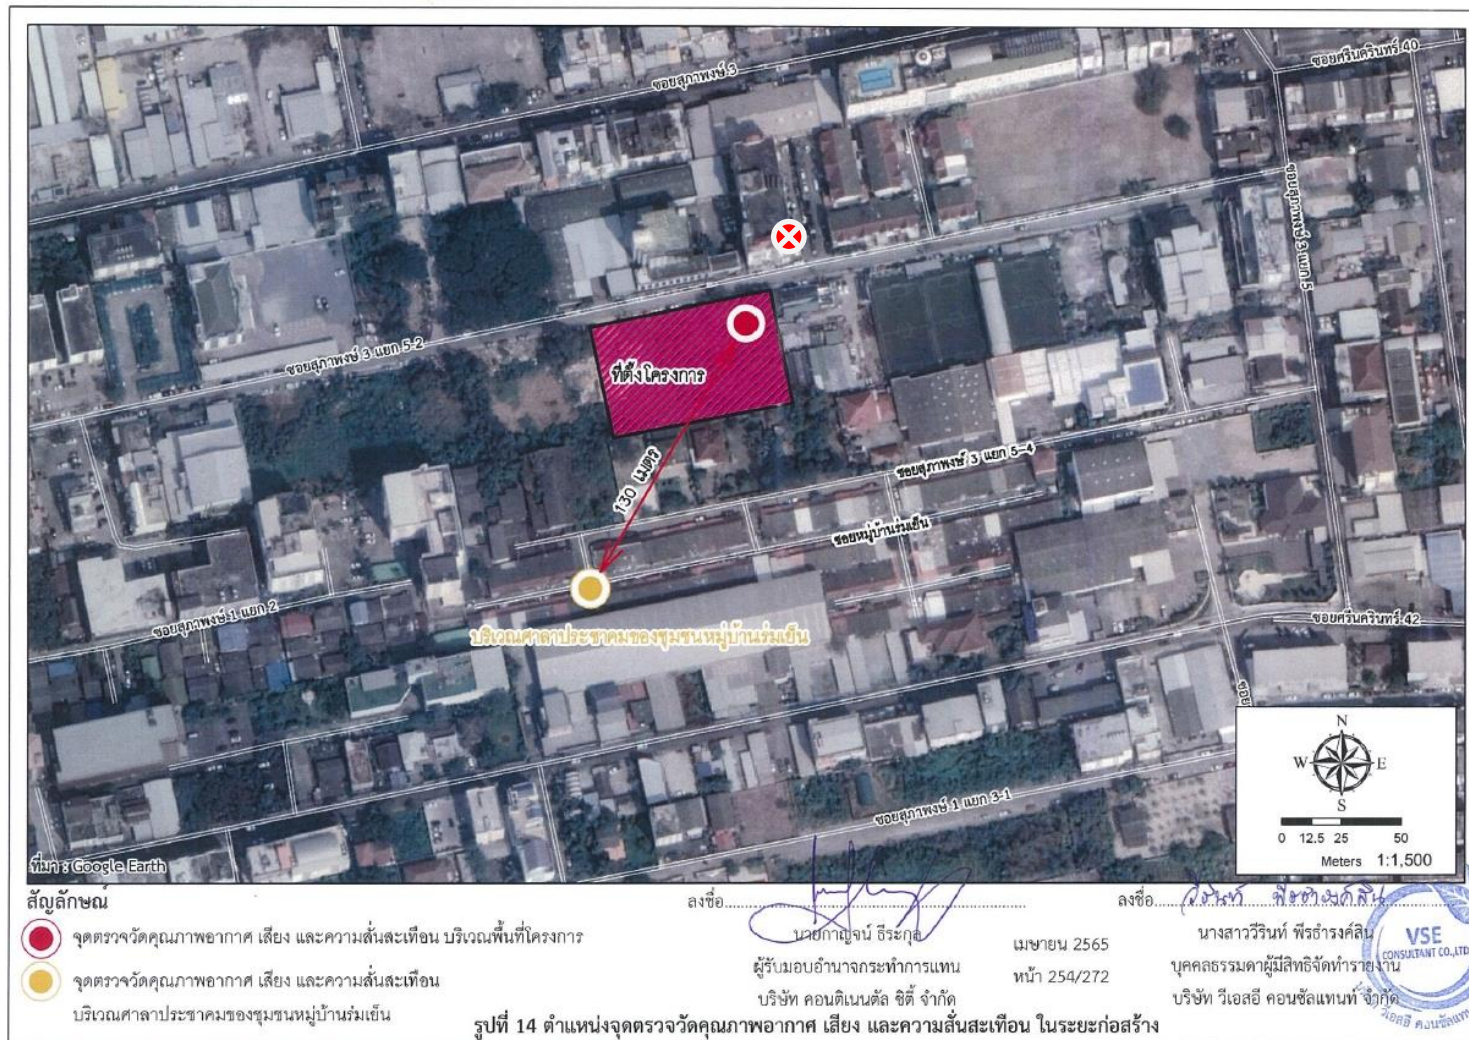 ซอยศรีนครินทร์ 40
ซอยสุภาพงษ์ 3
ซอยสุภาพงษ์ 3 แยก 5
ซอยสุภาพงษ์ 3 แยก 5-2
ที่ตั้งโครงการ
130 เมตร
ซอยสุภาพงษ์ 3 แยก 5-4
ซอยหมู่บ้านร่มเย็น
ซอยสุภาพงษ์ 1 แยก 2
ซอยศรีนครินทร์ 42
บริเวณศาลาประชาคมของชุมชนหมู่บ้านร่มเย็น
ซอย
ซอยสุภาพงษ์ 1 แยก 3-1
N
W E
S
0 12.5 25 50
Meters 1:1,500
ที่มา : Google Earth
สัญลักษณ์
จุดตรวจวัดคุณภาพอากาศ เสียง และความสั่นสะเทือน บริเวณพื้นที่โครงการ
จุดตรวจวัดคุณภาพอากาศ เสียง และความสั่นสะเทือน
บริเวณศาลาประชาคมของชุมชนหมู่บ้านร่มเย็น
ลงชื่อ
นายกาญจน์ ธีระกุล
ผู้รับมอบอำนาจกระทำการแทน
บริษัท คอนติเนนตัล ซิตี้ จำกัด
เมษายน 2565
หน้า 254/272
ลงชื่อ
นางสาววีรินท์ พีรธำรงค์สิน
บุคคลธรรมดาผู้มีสิทธิจัดทำรายงาน
บริษัท วีเอสอี คอนซัลแทนท์ จำกัด
VSE
CONSULTANT CO.,LTD
รูปที่ 14 ตำแหน่งจุดตรวจวัดคุณภาพอากาศ เสียง และความสั่นสะเทือน ในระยะก่อสร้าง